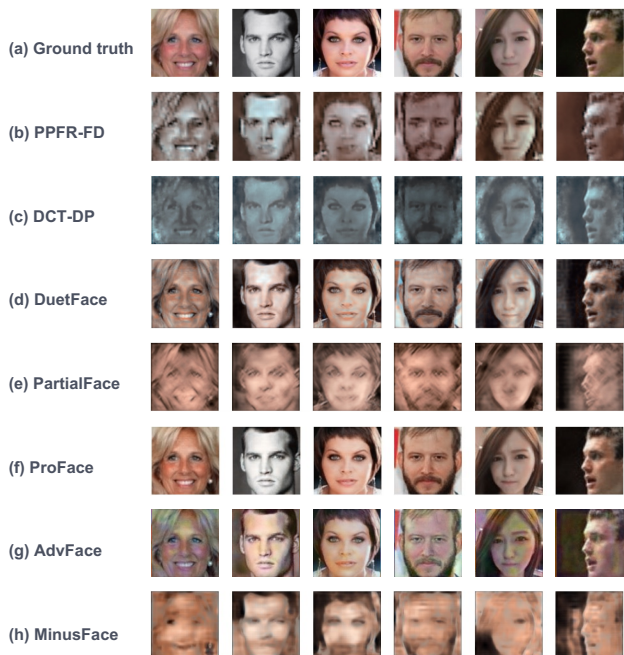 (a) Ground truth
(b) PPFR-FD
(c) DCT-DP
(d) DuetFace
(e) PartialFace
(f) ProFace
(g) AdvFace
(h) MinusFace